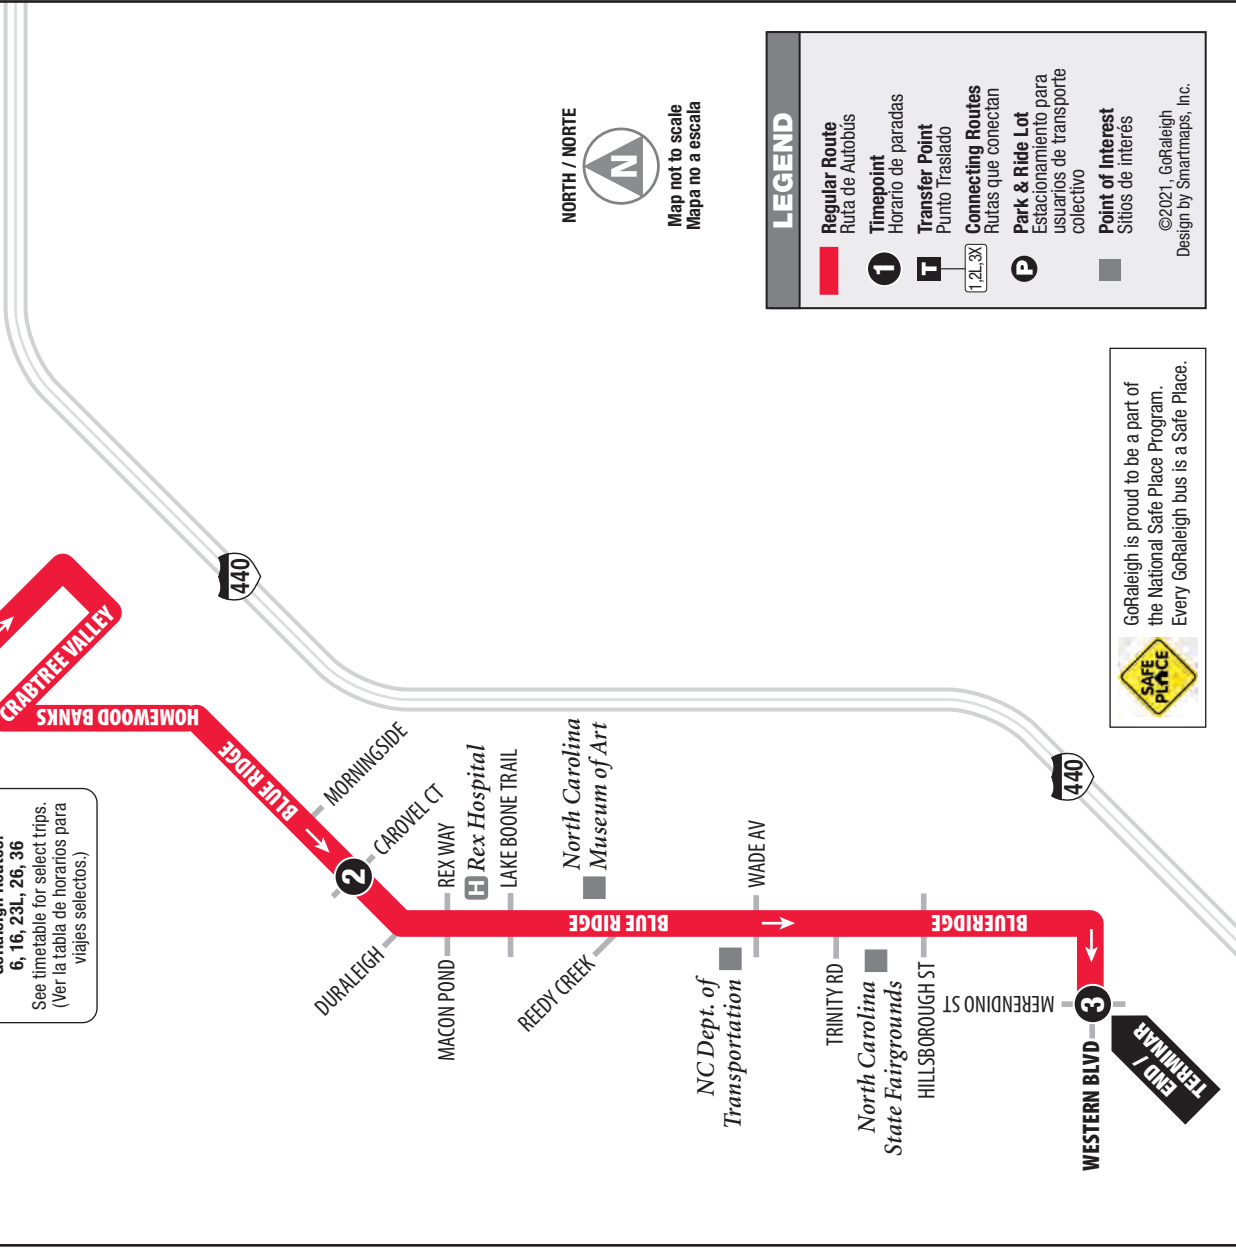 6, 16, 23L, 26, 36
See timetable for select trips.
(Ver la tabla de horarios para
viajes selectos.)
CRABTREE VALLEY
HOMEWOOD BANKS
BLUE RIDGE
MORNINGSIDE
2
CAROVEL CT
DURALEIGH
MACON POND
REX WAY
H Rex Hospital
LAKE BOONE TRAIL
North Carolina
Museum of Art
BLUE RIDGE
REEDY CREEK
NC Dept. of
Transportation
WADE AV
TRINITY RD
North Carolina
State Fairgrounds
BLUERIDGE
HILLSBOROUGH ST
MERENDINO ST
3
WESTERN BLVD
END /
TERMINAR
440
440
NORTH / NORTE
N
Map not to scale
Mapa no a escala
LEGEND
Regular Route
Ruta de Autobús
1
Timepoint
Horario de paradas
T
Transfer Point
Punto Traslado
1,2L,3X
Connecting Routes
Rutas que conectan
P
Park & Ride Lot
Estacionamiento para
usuarios de transporte
colectivo
Point of Interest
Sitios de interés
©2021, GoRaleigh
Design by Smartmaps, Inc.
SAFE
PLACE
GoRaleigh is proud to be a part of
the National Safe Place Program.
Every GoRaleigh bus is a Safe Place.